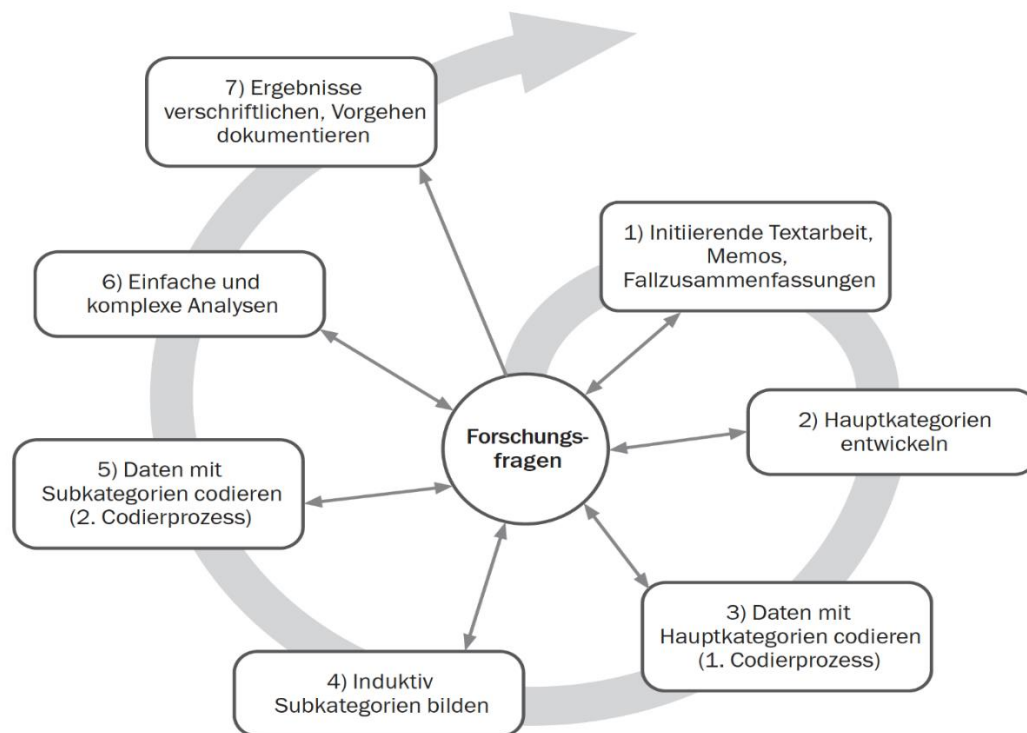 7) Ergebnisse
verschriftlichen, Vorgehen
dokumentieren
1) Initiierende Textarbeit,
Memos,
Fallzusammenfassungen
6) Einfache und
komplexe Analysen
2) Hauptkategorien
entwickeln
Forschungs-
fragen
5) Daten mit
Subkategorien codieren
(2. Codierprozess)
3) Daten mit
Hauptkategorien codieren
(1. Codierprozess)
4) Induktiv
Subkategorien bilden